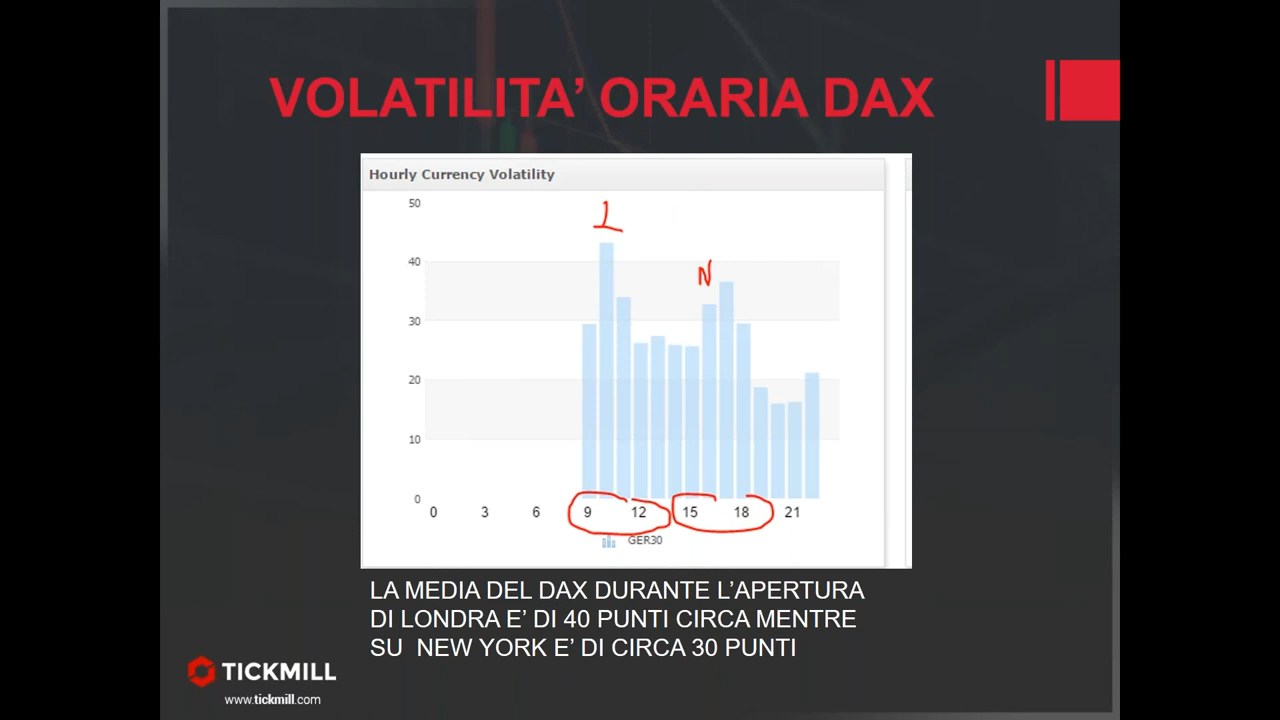 VOLATILITA’ ORARIA DAX
Hourly Currency Volatility
50
L
40
N
30
20
10
0
0 3 6 9 12 15 18 21
GER30
LA MEDIA DEL DAX DURANTE L’APERTURA
DI LONDRA E’ DI 40 PUNTI CIRCA MENTRE
SU NEW YORK E’ DI CIRCA 30 PUNTI
TICKMILL
www.tickmill.com